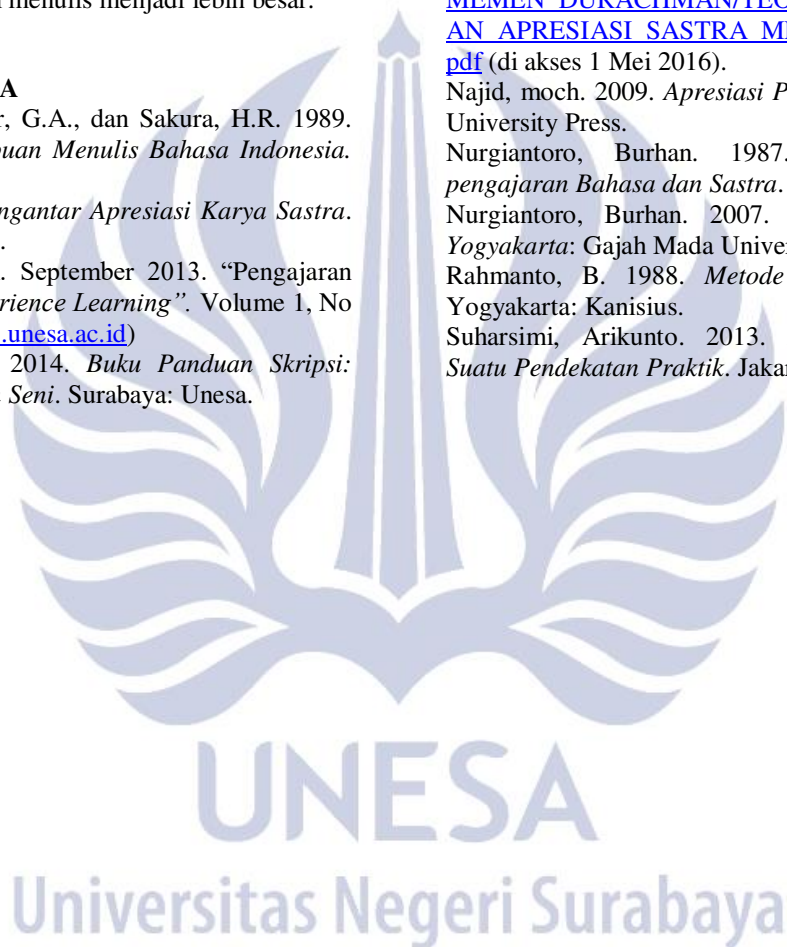 menulis menjadi lebih besar.
A
G.A., dan Sakura, H.R. 1989.
Menulis Bahasa Indonesia.
Apresiasi Karya Sastra.
.
. September 2013. “Pengajaran
Learning”. Volume 1, No
.unesa.ac.id)
2014. Buku Panduan Skripsi:
Seni. Surabaya: Unesa.
MEMEN DURACHMAN/TEO
AN APRESIASI SASTRA
pdf (di akses 1 Mei 2016).
Najid, moch. 2009. Apresiasi P
University Press.
Nurgiantoro, Burhan. 1987.
pengajaran Bahasa dan Sastra.
Nurgiantoro, Burhan. 2007.
Yogyakarta: Gajah Mada Univer
Rahmanto, B. 1988. Metode
Yogyakarta: Kanisius.
Suharsimi, Arikunto. 2013.
Suatu Pendekatan Praktik. Jakar
UNESA
Universitas Negeri Surabaya